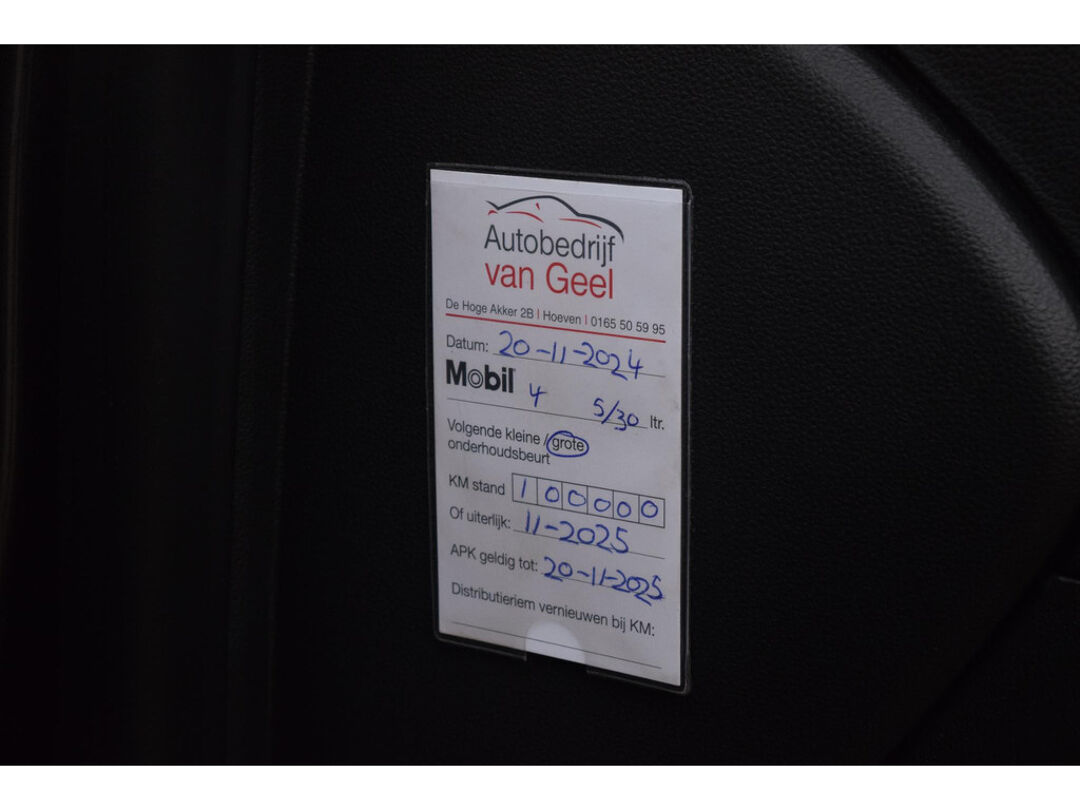 Autobedrijf
van Geel
De Hoge Akker 2B | Hoeven | 0165 50 59 95
Datum: 20-11-2024
Mobil 4 5/30 ltr.
Volgende kleine / grote
onderhoudsbeurt
KM stand 100000
Of uiterlijk: 11-2025
APK geldig tot: 20-11-2025
Distributieriem vernieuwen bij KM: